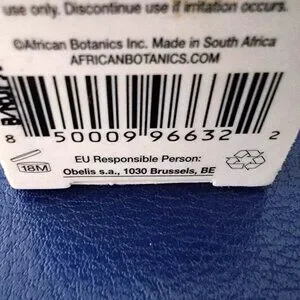 use only. Discontinue use if irritation occurs.
©African Botanics Inc. Made in South Africa
AFRICANBOTANICS.COM
8 50009 96632 2
18M
EU Responsible Person:
Obelis s.a., 1030 Brussels, BE